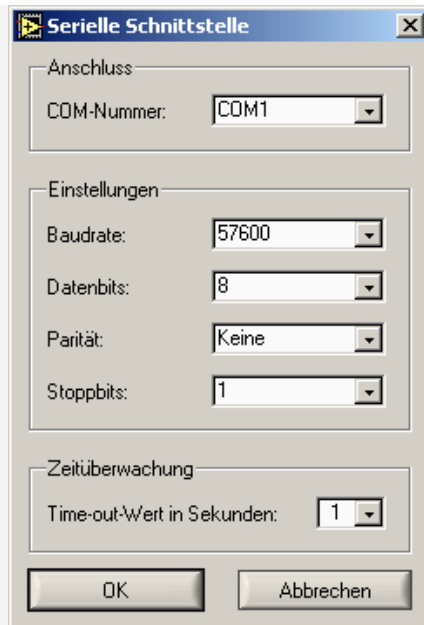 Serielle Schnittstelle
Anschluss
COM-Nummer: COM1
Einstellungen
Baudrate: 57600
Datenbits: 8
Parität: Keine
Stoppbits: 1
Zeitüberwachung
Time-out-Wert in Sekunden: 1
OK Abbrechen